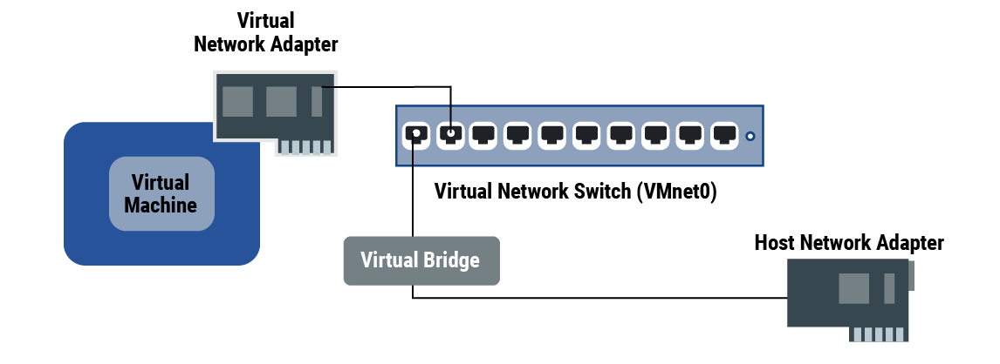 Virtual
Network Adapter
Virtual
Machine
Virtual Network Switch (VMnet0)
Virtual Bridge
Host Network Adapter